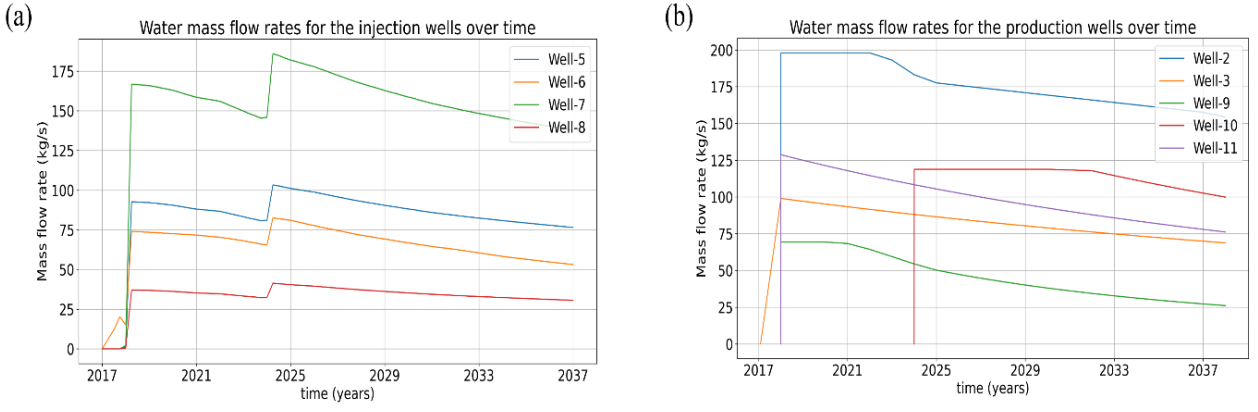 (a)
Water mass flow rates for the injection wells over time
Mass flow rate (kg/s)
175
150
125
100
75
50
25
0
2017 2021 2025 2029 2033 2037
time (years)
Well-5
Well-6
Well-7
Well-8
(b)
Water mass flow rates for the production wells over time
Mass flow rate (kg/s)
200
175
150
125
100
75
50
25
0
2017 2021 2025 2029 2033 2037
time (years)
Well-2
Well-3
Well-9
Well-10
Well-11